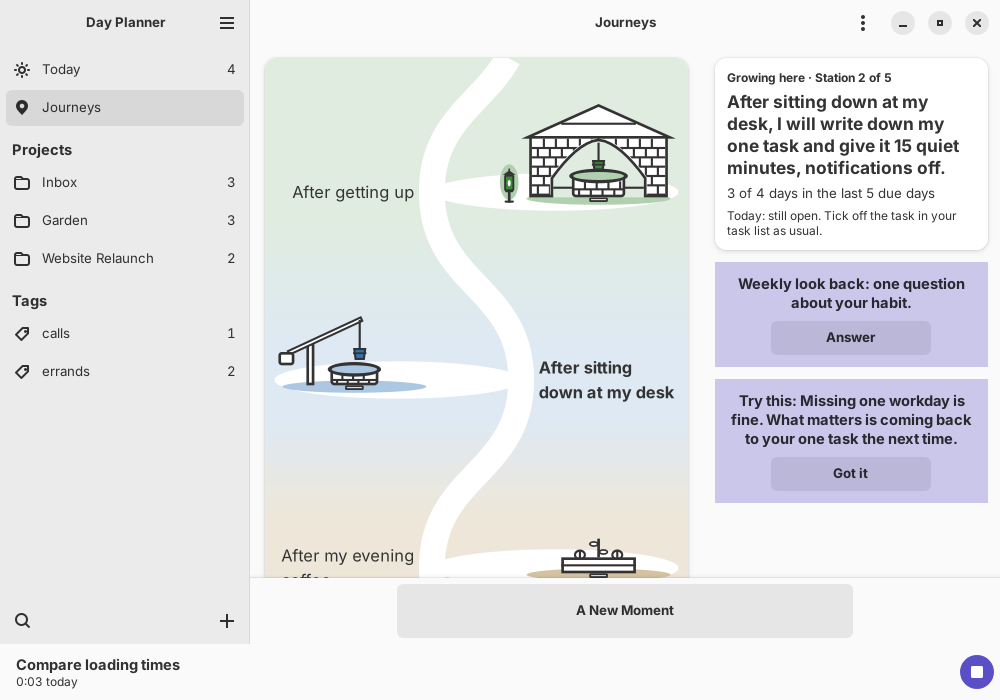 Day Planner
Today 4
Journeys
Projects
Inbox 3
Garden 3
Website Relaunch 2
Tags
calls 1
errands 2
Journeys
After getting up
After sitting
down at my desk
After my evening
Growing here · Station 2 of 5
After sitting down at my
desk, I will write down my
one task and give it 15 quiet
minutes, notifications off.
3 of 4 days in the last 5 due days
Today: still open. Tick off the task in your
task list as usual.
Weekly look back: one question
about your habit.
Answer
Try this: Missing one workday is
fine. What matters is coming back
to your one task the next time.
Got it
A New Moment
Compare loading times
0:03 today